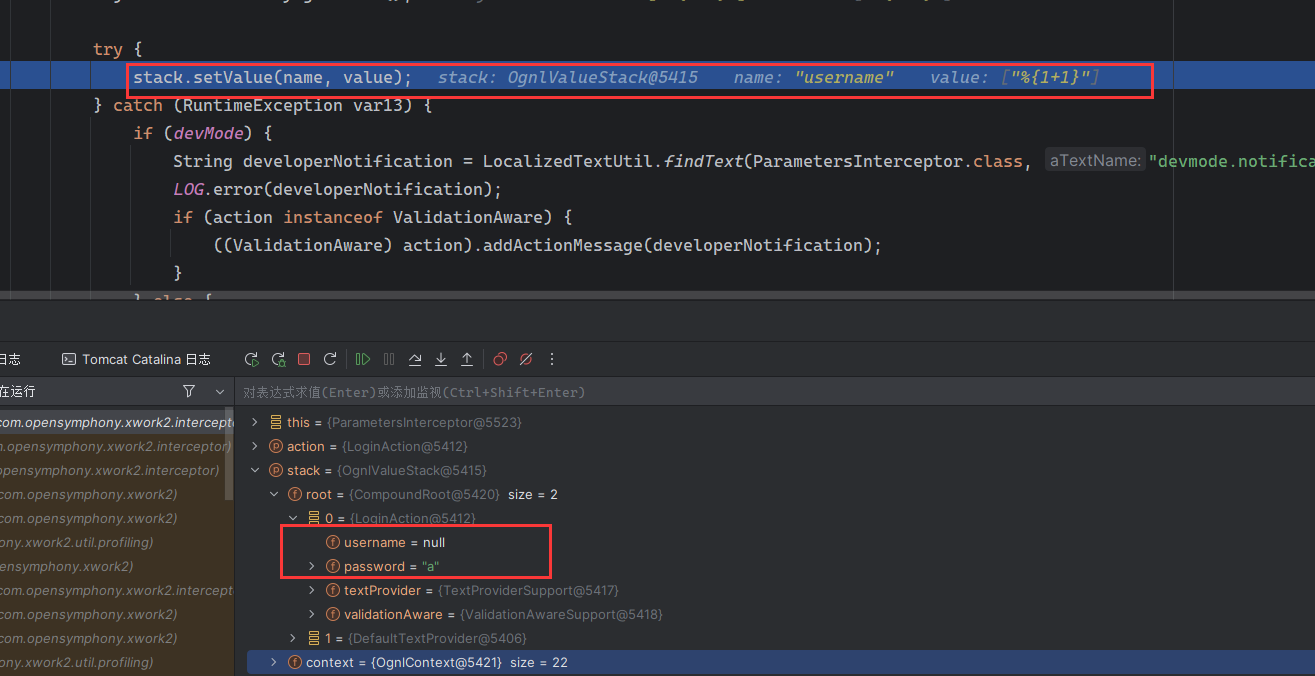 try {
stack.setValue(name, value);   stack: OgnlValueStack@5415   name: "username"   value: ["%{1+1}"]
} catch (RuntimeException var13) {
if (devMode) {
String developerNotification = LocalizedTextUtil.findText(ParametersInterceptor.class, aTextName: "devmode.notifica
LOG.error(developerNotification);
if (action instanceof ValidationAware) {
((ValidationAware) action).addActionMessage(developerNotification);
}
} else {
日志 Tomcat Catalina 日志
在运行 对表达式求值(Enter)或添加监视(Ctrl+Shift+Enter)
com.opensymphony.xwork2.intercepto this = {ParametersInterceptor@5523}
n.opensymphony.xwork2.interceptor) action = {LoginAction@5412}
opensymphony.xwork2.interceptor) stack = {OgnlValueStack@5415}
com.opensymphony.xwork2) root = {CompoundRoot@5420} size = 2
com.opensymphony.xwork2) 0 = {LoginAction@5412}
ony.xwork2.util.profiling) username = null
ensymphony.xwork2) password = "a"
com.opensymphony.xwork2.intercept textProvider = {TextProviderSupport@5417}
com.opensymphony.xwork2) validationAware = {ValidationAwareSupport@5418}
com.opensymphony.xwork2) 1 = {DefaultTextProvider@5406}
ony.xwork2.util.profiling) context = {OgnlContext@5421} size = 22